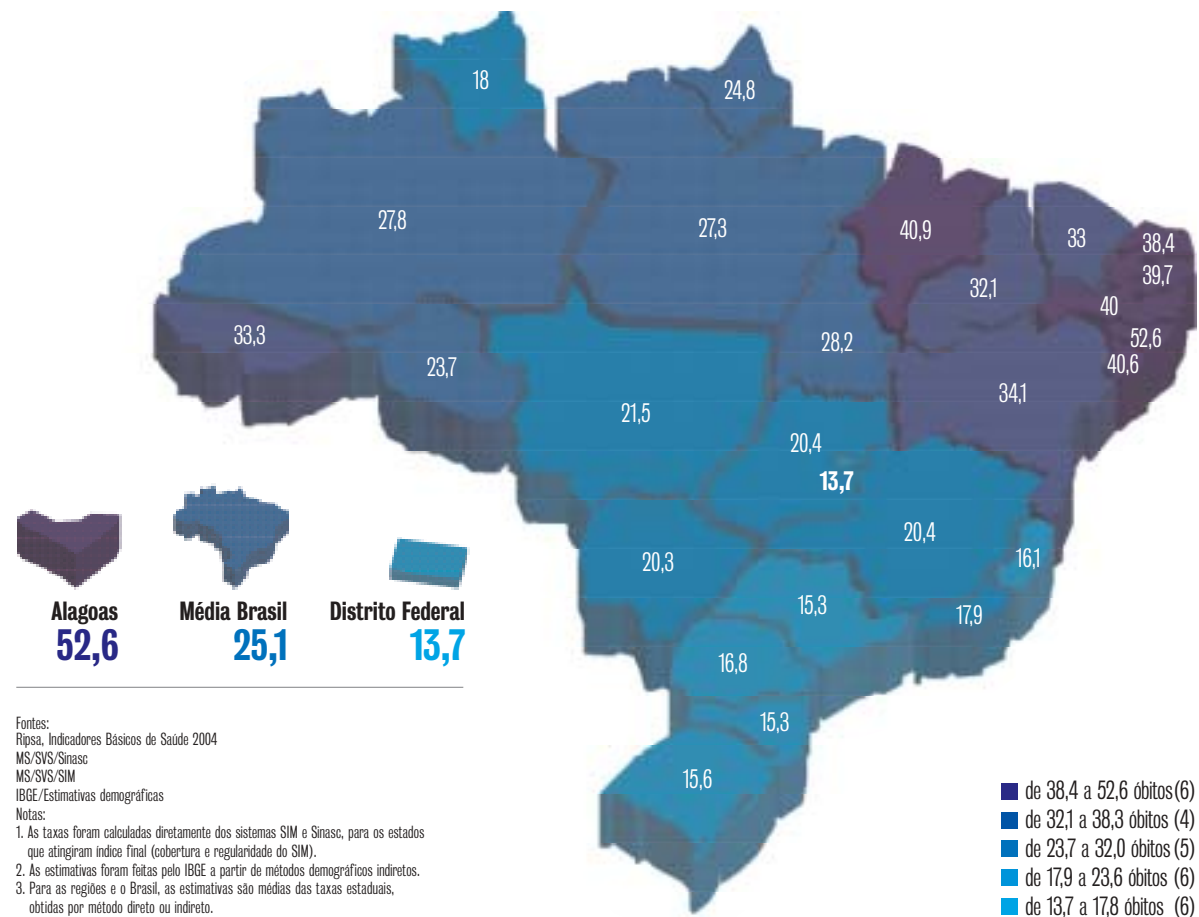 18
24,8
27,8
27,3
40,9
33
38,4
39,7
32,1
40
33,3
52,6
28,2
40,6
23,7
34,1
21,5
20,4
13,7
20,4
16,1
20,3
15,3
17,9
16,8
15,3
15,6
Alagoas
52,6
Média Brasil
25,1
Distrito Federal
13,7
Fontes:
Ripsa, Indicadores Básicos de Saúde 2004
MS/SVS/Sinasc
MS/SVS/SIM
IBGE/Estimativas demográficas
Notas:
1. As taxas foram calculadas diretamente dos sistemas SIM e Sinasc, para os estados
que atingiram índice final (cobertura e regularidade do SIM).
2. As estimativas foram feitas pelo IBGE a partir de métodos demográficos indiretos.
3. Para as regiões e o Brasil, as estimativas são médias das taxas estaduais,
obtidas por método direto ou indireto.
de 38,4 a 52,6 óbitos (6)
de 32,1 a 38,3 óbitos (4)
de 23,7 a 32,0 óbitos (5)
de 17,9 a 23,6 óbitos (6)
de 13,7 a 17,8 óbitos (6)